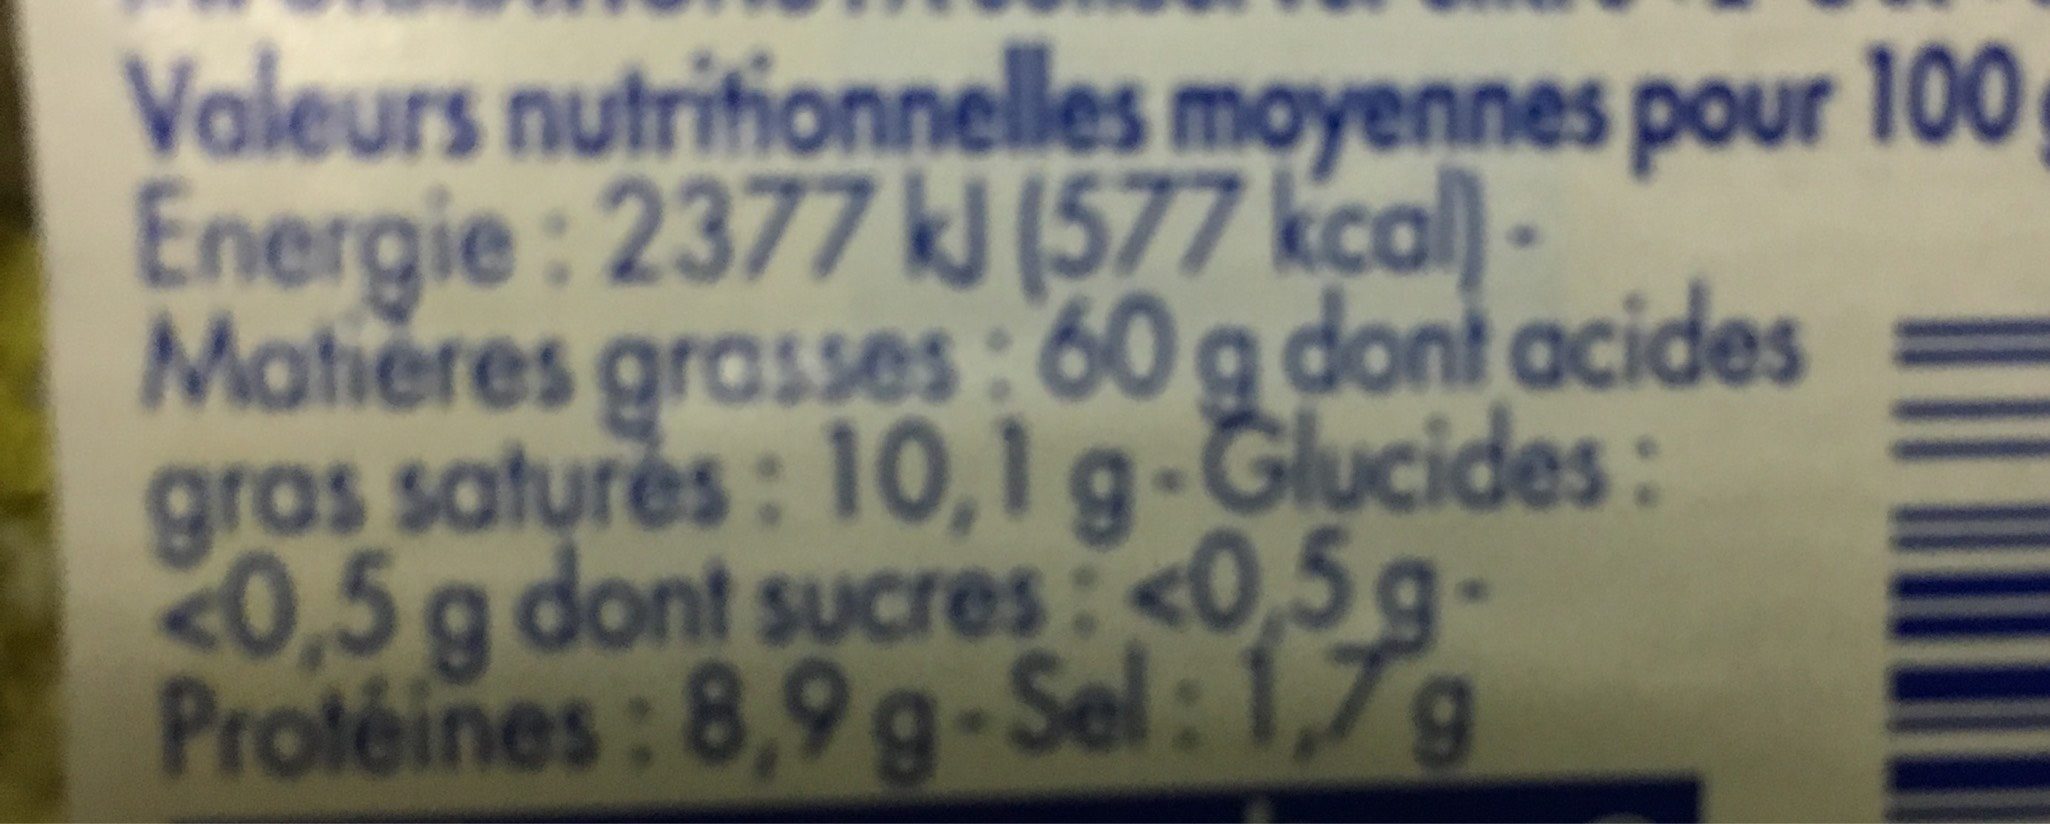 Valeurs nutritionnelles moyennes pour 100
Énergie : 2377 kJ (577 kcal) -
Matières grasses : 60 g dont acides
gras saturés : 10,1 g - Glucides :
<0,5 g dont sucres : <0,5 g -
Protéines : 8,9 g - Sel : 1,7 g